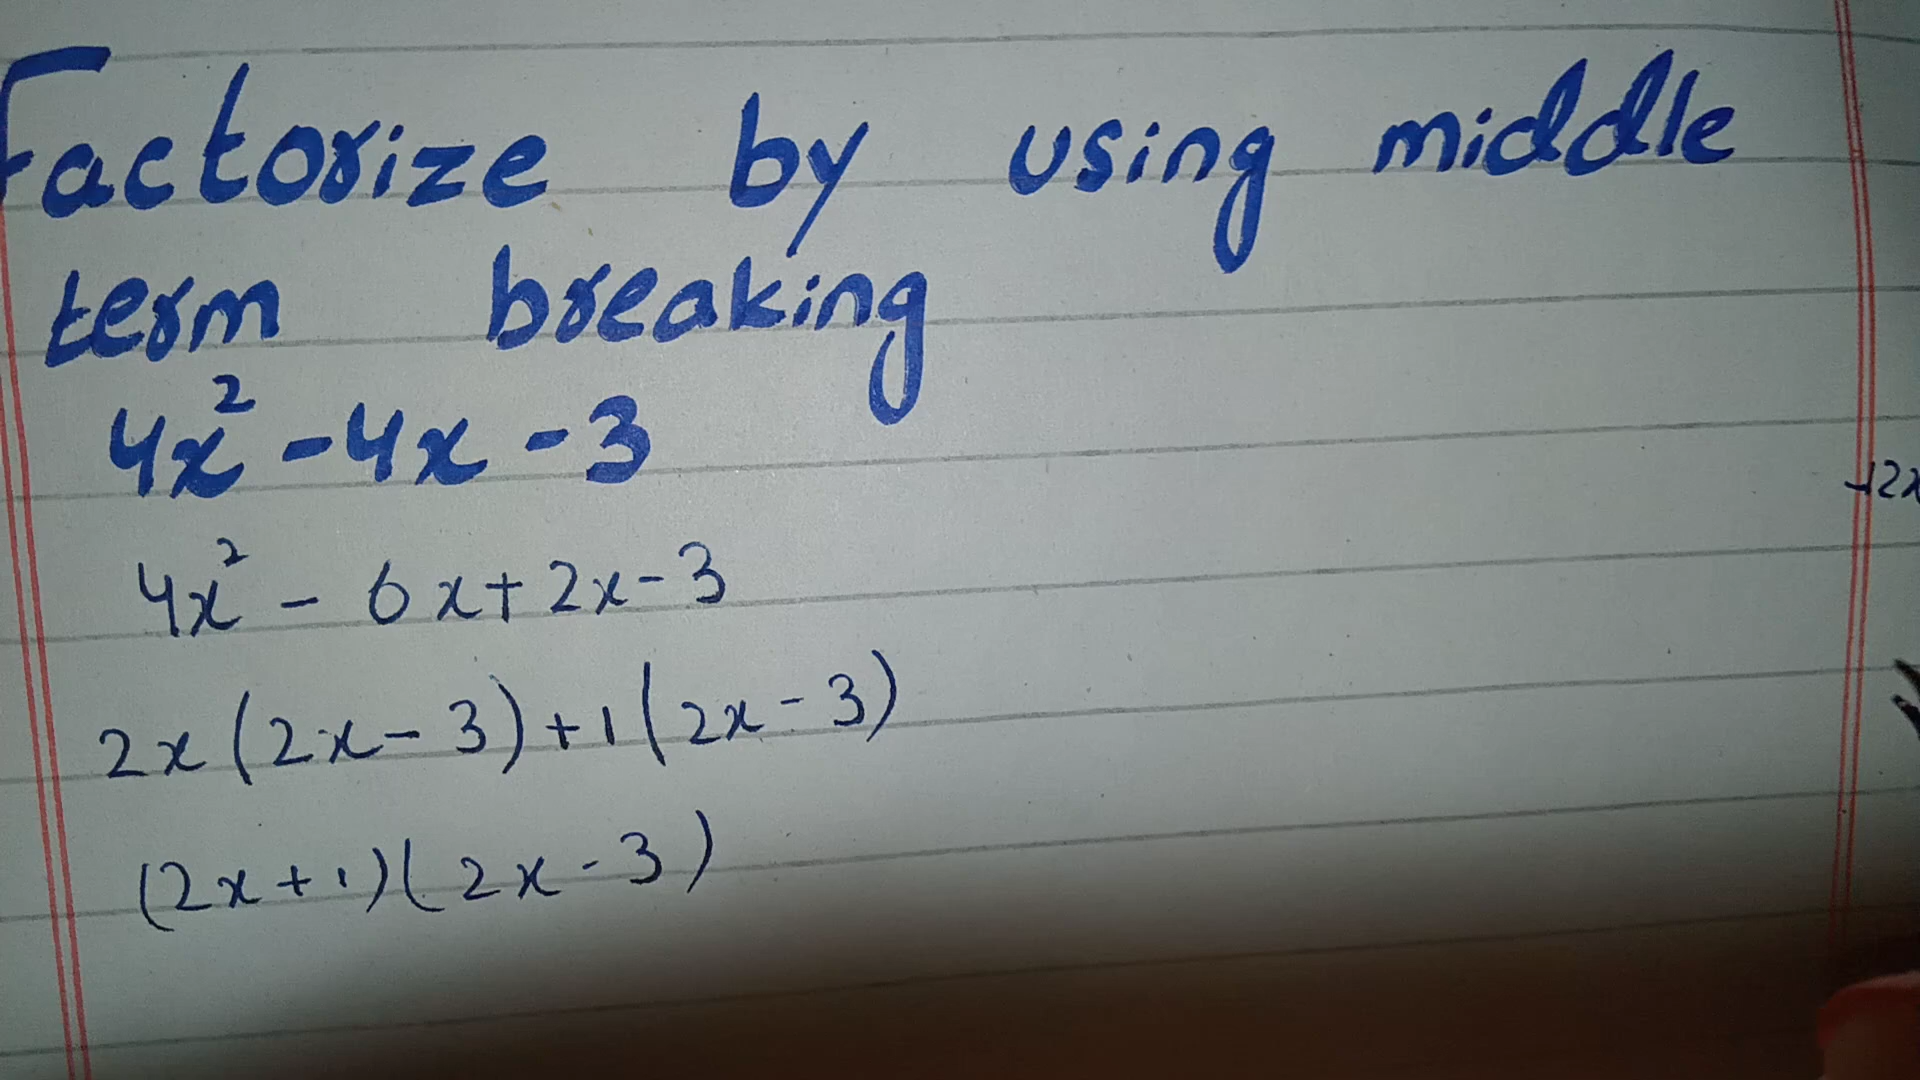 Factorize by using middle
term breaking
4x² - 4x - 3
4x² - 6x + 2x - 3
2x (2x - 3) + 1 (2x - 3)
(2x + 1) (2x - 3)